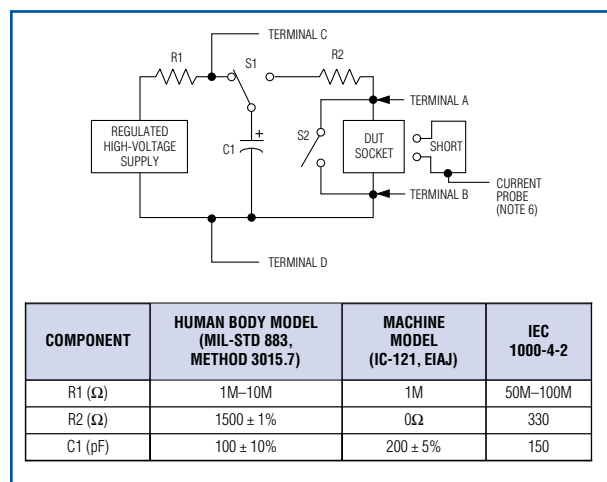 TERMINAL C
R1
S1
R2
TERMINAL A
REGULATED
HIGH-VOLTAGE
SUPPLY
+
C1
S2
DUT
SOCKET
SHORT
TERMINAL B
CURRENT
PROBE
(NOTE 6)
TERMINAL D
COMPONENT
HUMAN BODY MODEL
(MIL-STD 883,
METHOD 3015.7)
MACHINE
MODEL
(IC-121, EIAJ)
IEC
1000-4-2
R1 (Ω) 1M–10M 1M 50M–100M
R2 (Ω) 1500 ± 1% 0Ω 330
C1 (pF) 100 ± 10% 200 ± 5% 150